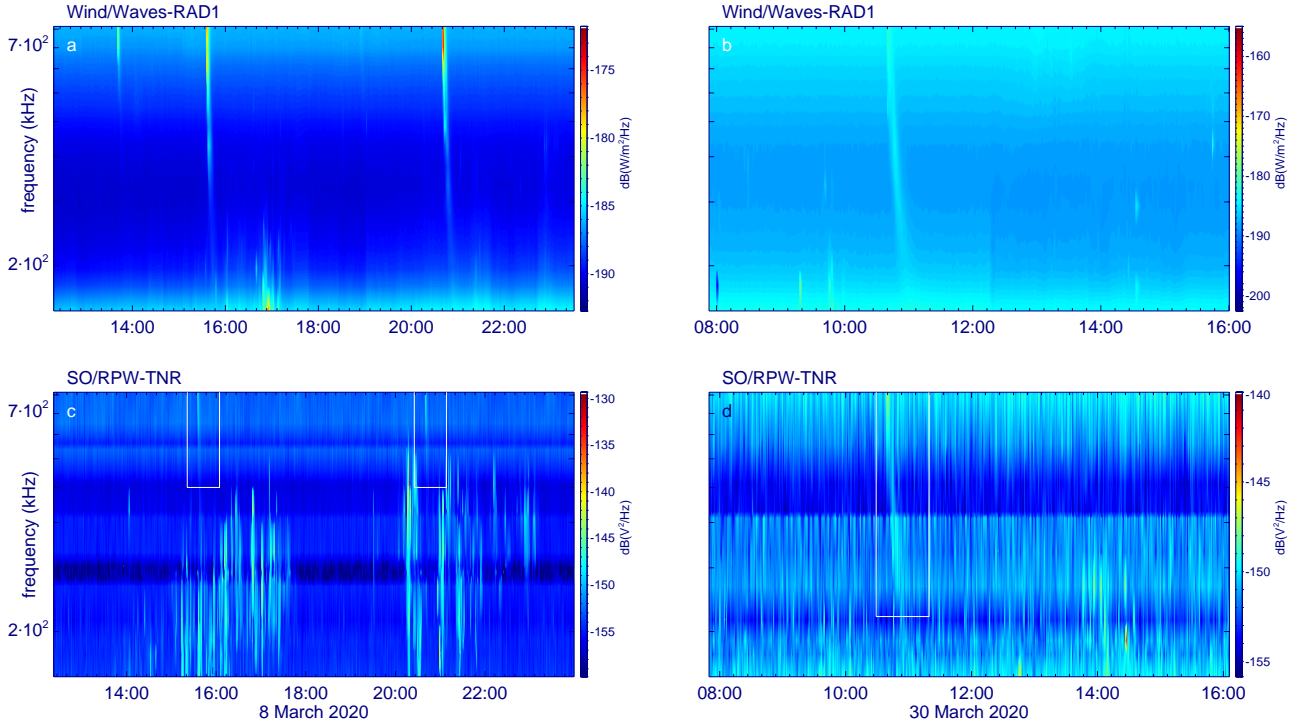 Wind/Waves-RAD1
a
frequency (kHz)
7·10²
2·10²
14:00 16:00 18:00 20:00 22:00
-175
-180
-185
-190
dB(W/m²/Hz)
Wind/Waves-RAD1
b
08:00 10:00 12:00 14:00 16:00
-160
-170
-180
-190
-200
dB(W/m²/Hz)
SO/RPW-TNR
c
frequency (kHz)
7·10²
2·10²
14:00 16:00 18:00 20:00 22:00
8 March 2020
-130
-135
-140
-145
-150
-155
dB(V²/Hz)
SO/RPW-TNR
d
08:00 10:00 12:00 14:00 16:00
30 March 2020
-140
-145
-150
-155
dB(V²/Hz)